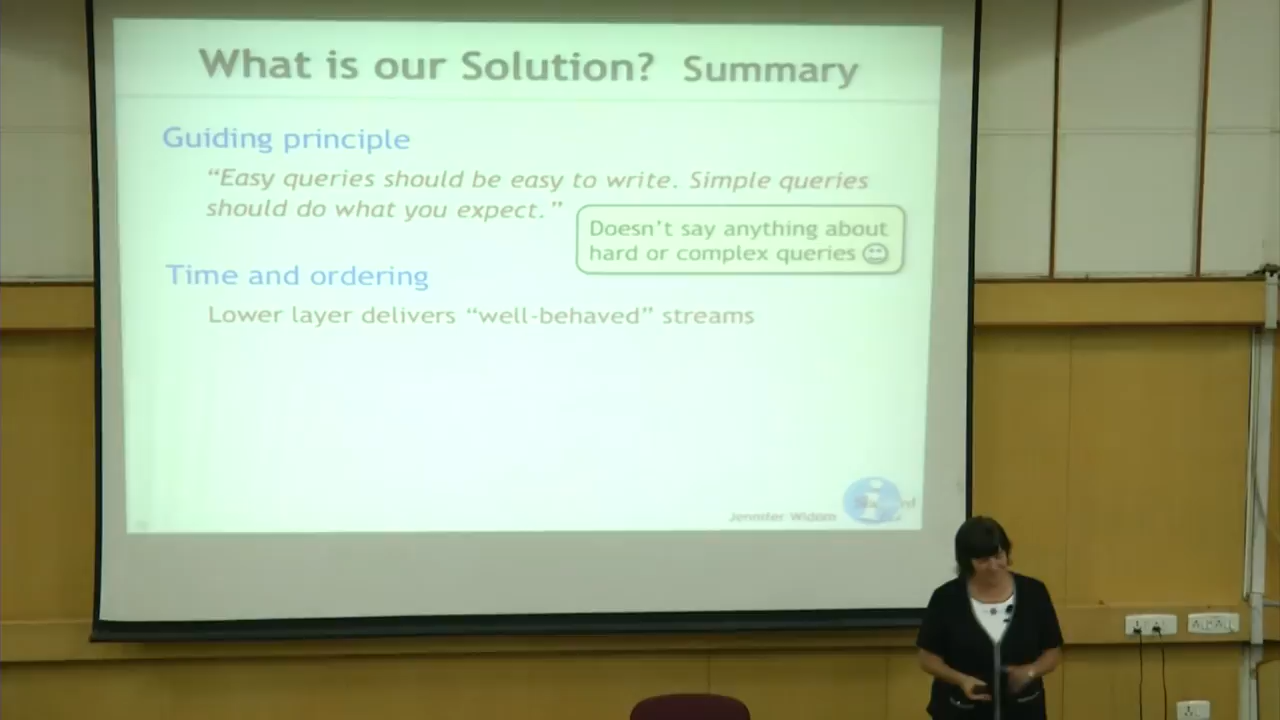 What is our Solution? Summary
Guiding principle
“Easy queries should be easy to write. Simple queries
should do what you expect.”
Doesn't say anything about
hard or complex queries
Time and ordering
Lower layer delivers “well-behaved” streams
Jennifer Widom
i